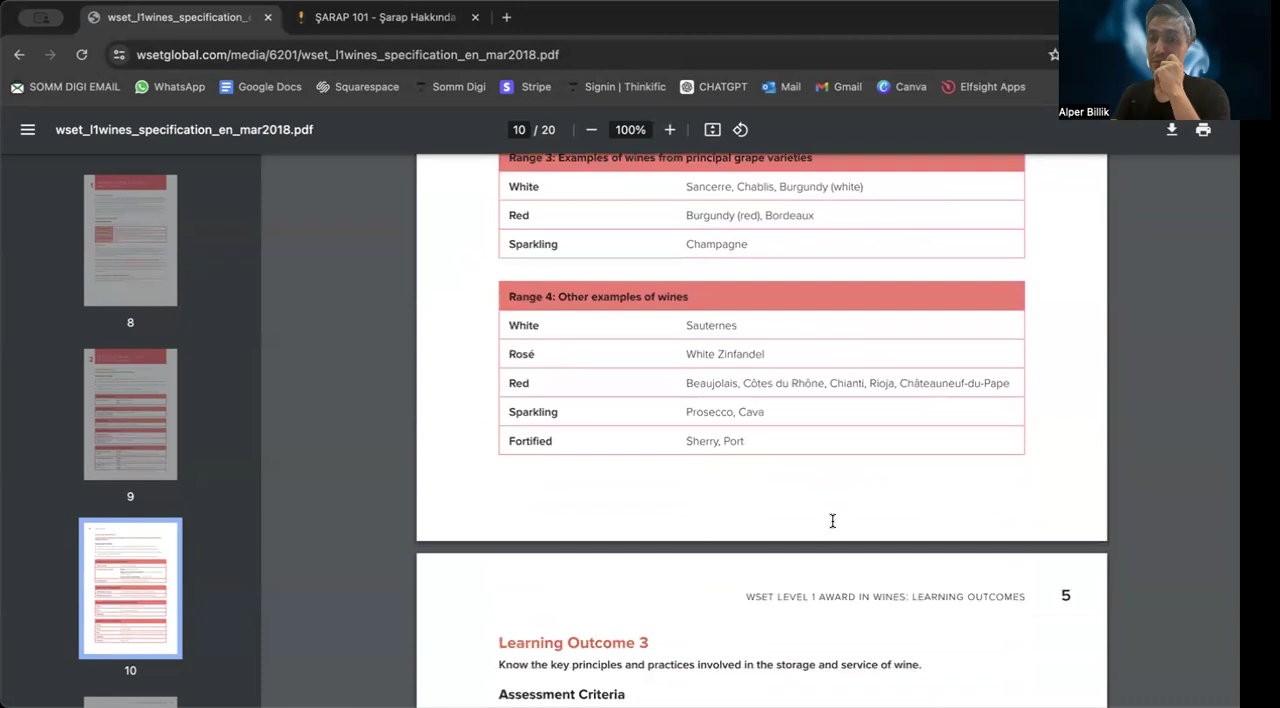 wset_l1wines_specification_
ŞARAP 101 - Şarap Hakkında
wsetglobal.com/media/6201/wset_l1wines_specification_en_mar2018.pdf
SOMM DIGI EMAIL WhatsApp Google Docs Squarespace Somm Digi Stripe Signin | Thinkific CHATGPT Mail Gmail Canva Elfsight Apps
Alper Billik
wset_l1wines_specification_en_mar2018.pdf 10 / 20 100%
Range 3: Examples of wines from principal grape varieties
White Sancerre, Chablis, Burgundy (white)
Red Burgundy (red), Bordeaux
Sparkling Champagne
Range 4: Other examples of wines
White Sauternes
Rosé White Zinfandel
Red Beaujolais, Côtes du Rhône, Chianti, Rioja, Châteauneuf-du-Pape
Sparkling Prosecco, Cava
Fortified Sherry, Port
8
9
10
WSET LEVEL 1 AWARD IN WINES: LEARNING OUTCOMES 5
Learning Outcome 3
Know the key principles and practices involved in the storage and service of wine.
Assessment Criteria